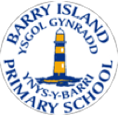 BARRY ISLAND
YSGOL GYNRADD
YNYS-Y-BARRI
PRIMARY SCHOOL